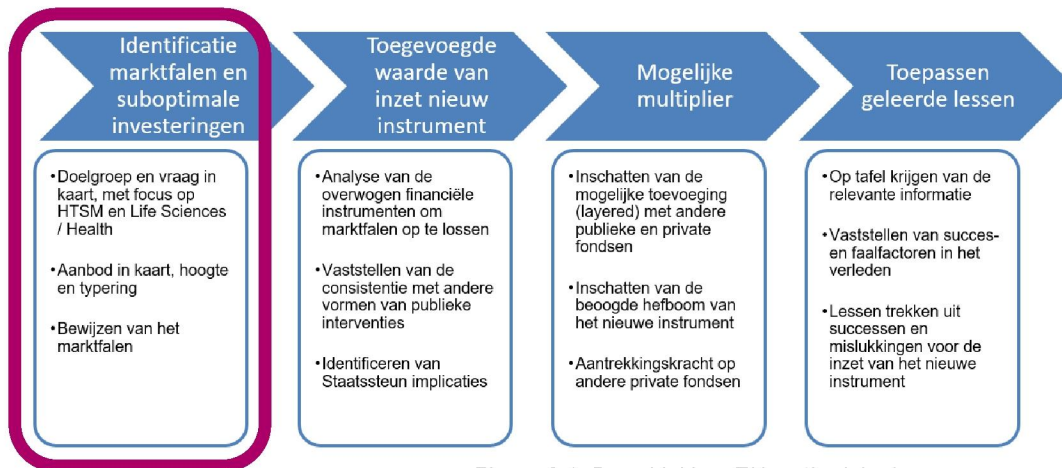 Identificatie
marktfalen en
suboptimale
investeringen
•Doelgroep en vraag in
kaart, met focus op
HTSM en Life Sciences
/ Health
•Aanbod in kaart, hoogte
en typering
•Bewijzen van het
marktfalen
Toegevoegde
waarde van
inzet nieuw
instrument
•Analyse van de
overwogen financiële
instrumenten om
marktfalen op te lossen
•Vaststellen van de
consistentie met andere
vormen van publieke
interventies
•Identificeren van
Staatssteun implicaties
Mogelijke
multiplier
•Inschatten van de
mogelijke toevoeging
(layered) met andere
publieke en private
fondsen
•Inschatten van de
beoogde hefboom van
het nieuwe instrument
•Aantrekkingskracht op
andere private fondsen
Toepassen
geleerde lessen
•Op tafel krijgen van de
relevante informatie
•Vaststellen van succes-
en faalfactoren in het
verleden
•Lessen trekken uit
successen en
mislukkingen voor de
inzet van het nieuwe
instrument